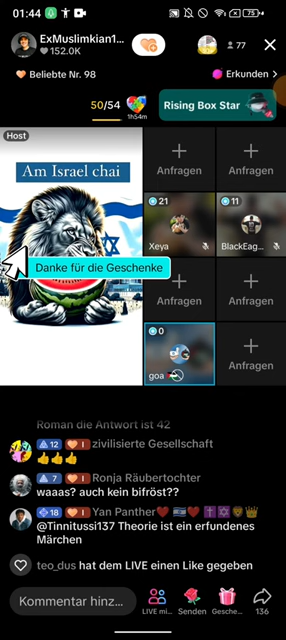 01:44
75
ExMuslimkian1...
152.0K
77
Beliebte Nr. 98
Erkunden
50/54
1h54m
Rising Box Star
Host
Am Israel chai
Danke für die Geschenke
Anfragen
Anfragen
21
Xeya
11
BlackEag...
Anfragen
Anfragen
0
goa
Anfragen
Roman die Antwort ist 42
12 I zivilisierte Gesellschaft
👍👍👍
7 I Ronja Räubertochter
waaas? auch kein bifröst??
18 I Yan Panther
@Tinnitussi137 Theorie ist ein erfundenes
Märchen
teo_dus hat dem LIVE einen Like gegeben
Kommentar hinz...
LIVE mi...
Senden
Gesche...
136